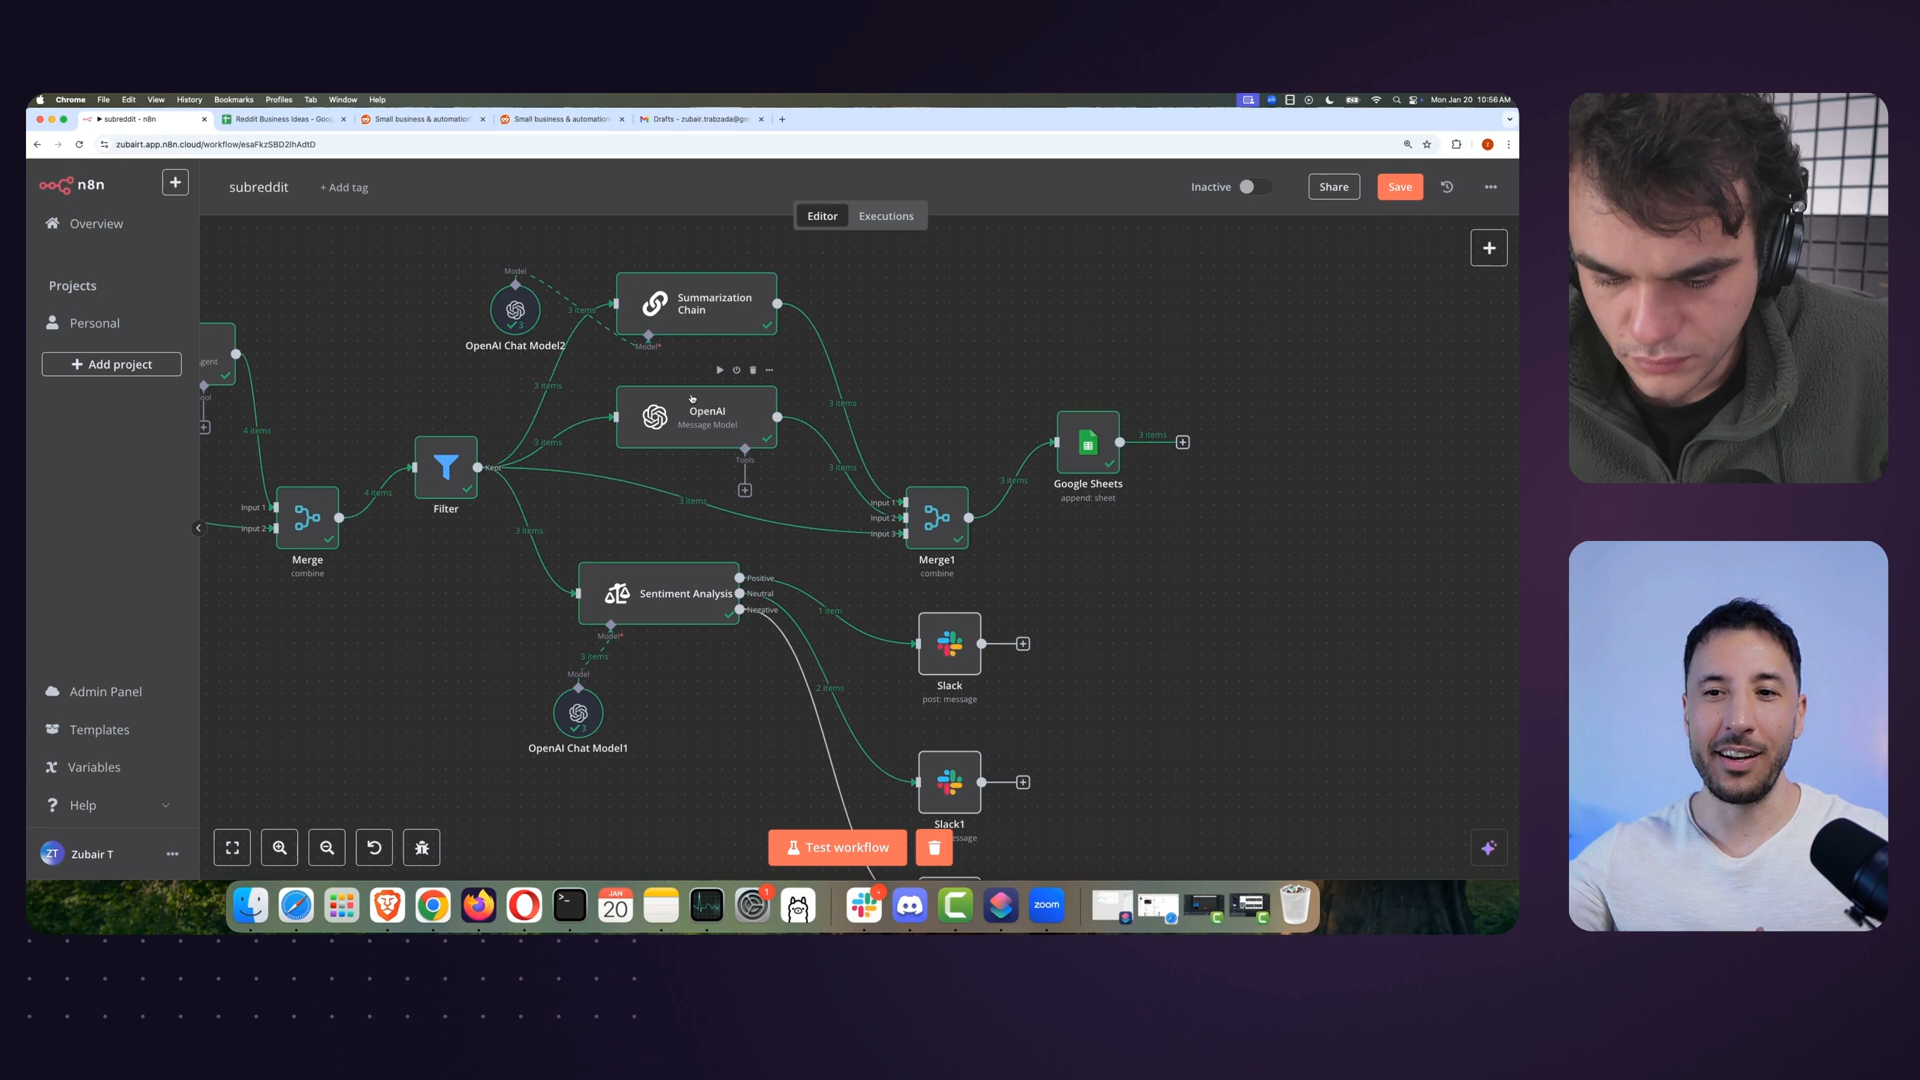 Chrome File Edit View History Bookmarks Profiles Tab Window Help
Mon Jan 20 10:56 AM
subreddit - n8n
Reddit Business Ideas - Goo
Small business & automation
Small business & automation
Drafts - zubair.trabzada@gm
zubairt.app.n8n.cloud/workflow/esaFkzSBD2IhAdtD
n8n
Overview
Projects
Personal
Add project
Admin Panel
Templates
Variables
Help
ZT
Zubair T
subreddit
+ Add tag
Inactive
Share
Save
Editor
Executions
gent
4 items
Input 1
Input 2
Merge
combine
4 items
Filter
Kept
3 items
3 items
3 items
3 items
3 items
Model
3
OpenAI Chat Model2
Summarization
Chain
Model*
OpenAI
Message Model
Tools
Sentiment Analysis
Positive
Neutral
Negative
Model*
3 items
Model
3
OpenAI Chat Model1
3 items
3 items
Input 1
Input 2
Input 3
Merge1
combine
3 items
Google Sheets
append: sheet
3 items
1 item
2 items
Slack
post: message
Slack1
essage
Test workflow
JAN
20
1
zoom